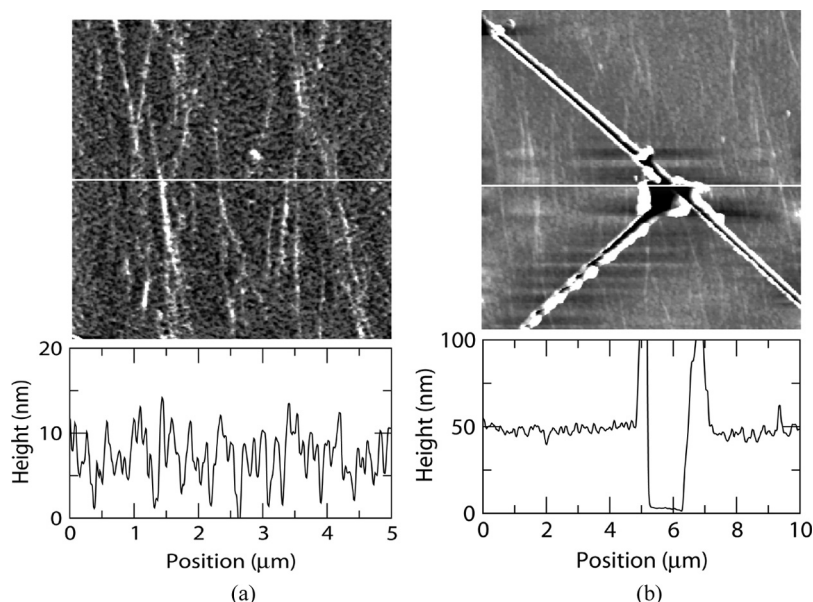 20
10
0
Height (nm)
0 1 2 3 4 5
Position (μm)
(a)
100
50
0
Height (nm)
0 2 4 6 8 10
Position (μm)
(b)